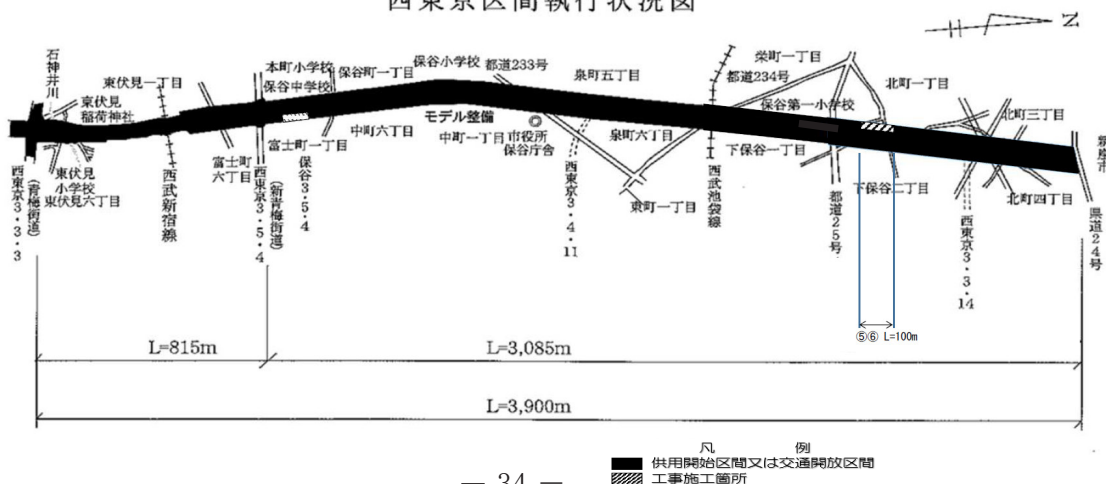 西東京区間執行状況図
N
石神井川
東伏見
稲荷神社
東伏見一丁目
本町小学校
保谷中学校
保谷町一丁目
保谷小学校
都道233号
泉町五丁目
栄町一丁目
都道234号
保谷第一小学校
北町一丁目
北町三丁目
新座市
モデル整備
中町六丁目
中町一丁目
市役所
保谷庁舎
泉町六丁目
下保谷一丁目
富士町一丁目
富士町
六丁目
東伏見
小学校
東伏見六丁目
下保谷二丁目
北町四丁目
東町一丁目
西東京3・3・3
(青梅街道)
西武新宿線
西東京3・5・4
(新青梅街道)
保谷3・5・4
西東京3・4・11
西武池袋線
都道25号
西東京3・3・14
県道24号
⑤⑥ L=100m
L=815m
L=3,085m
L=3,900m
凡 例
供用開始区間又は交通開放区間
工事施工箇所
— 34 —